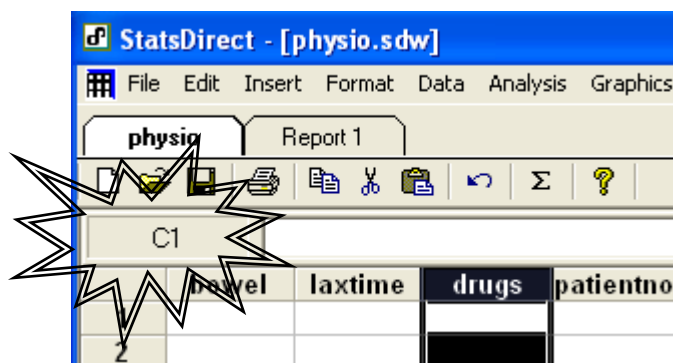 StatsDirect - [physio.sdw]
File Edit Insert Format Data Analysis Graphics
physio Report 1
Σ ?
C1
bowel laxtime drugs patientno
1
2